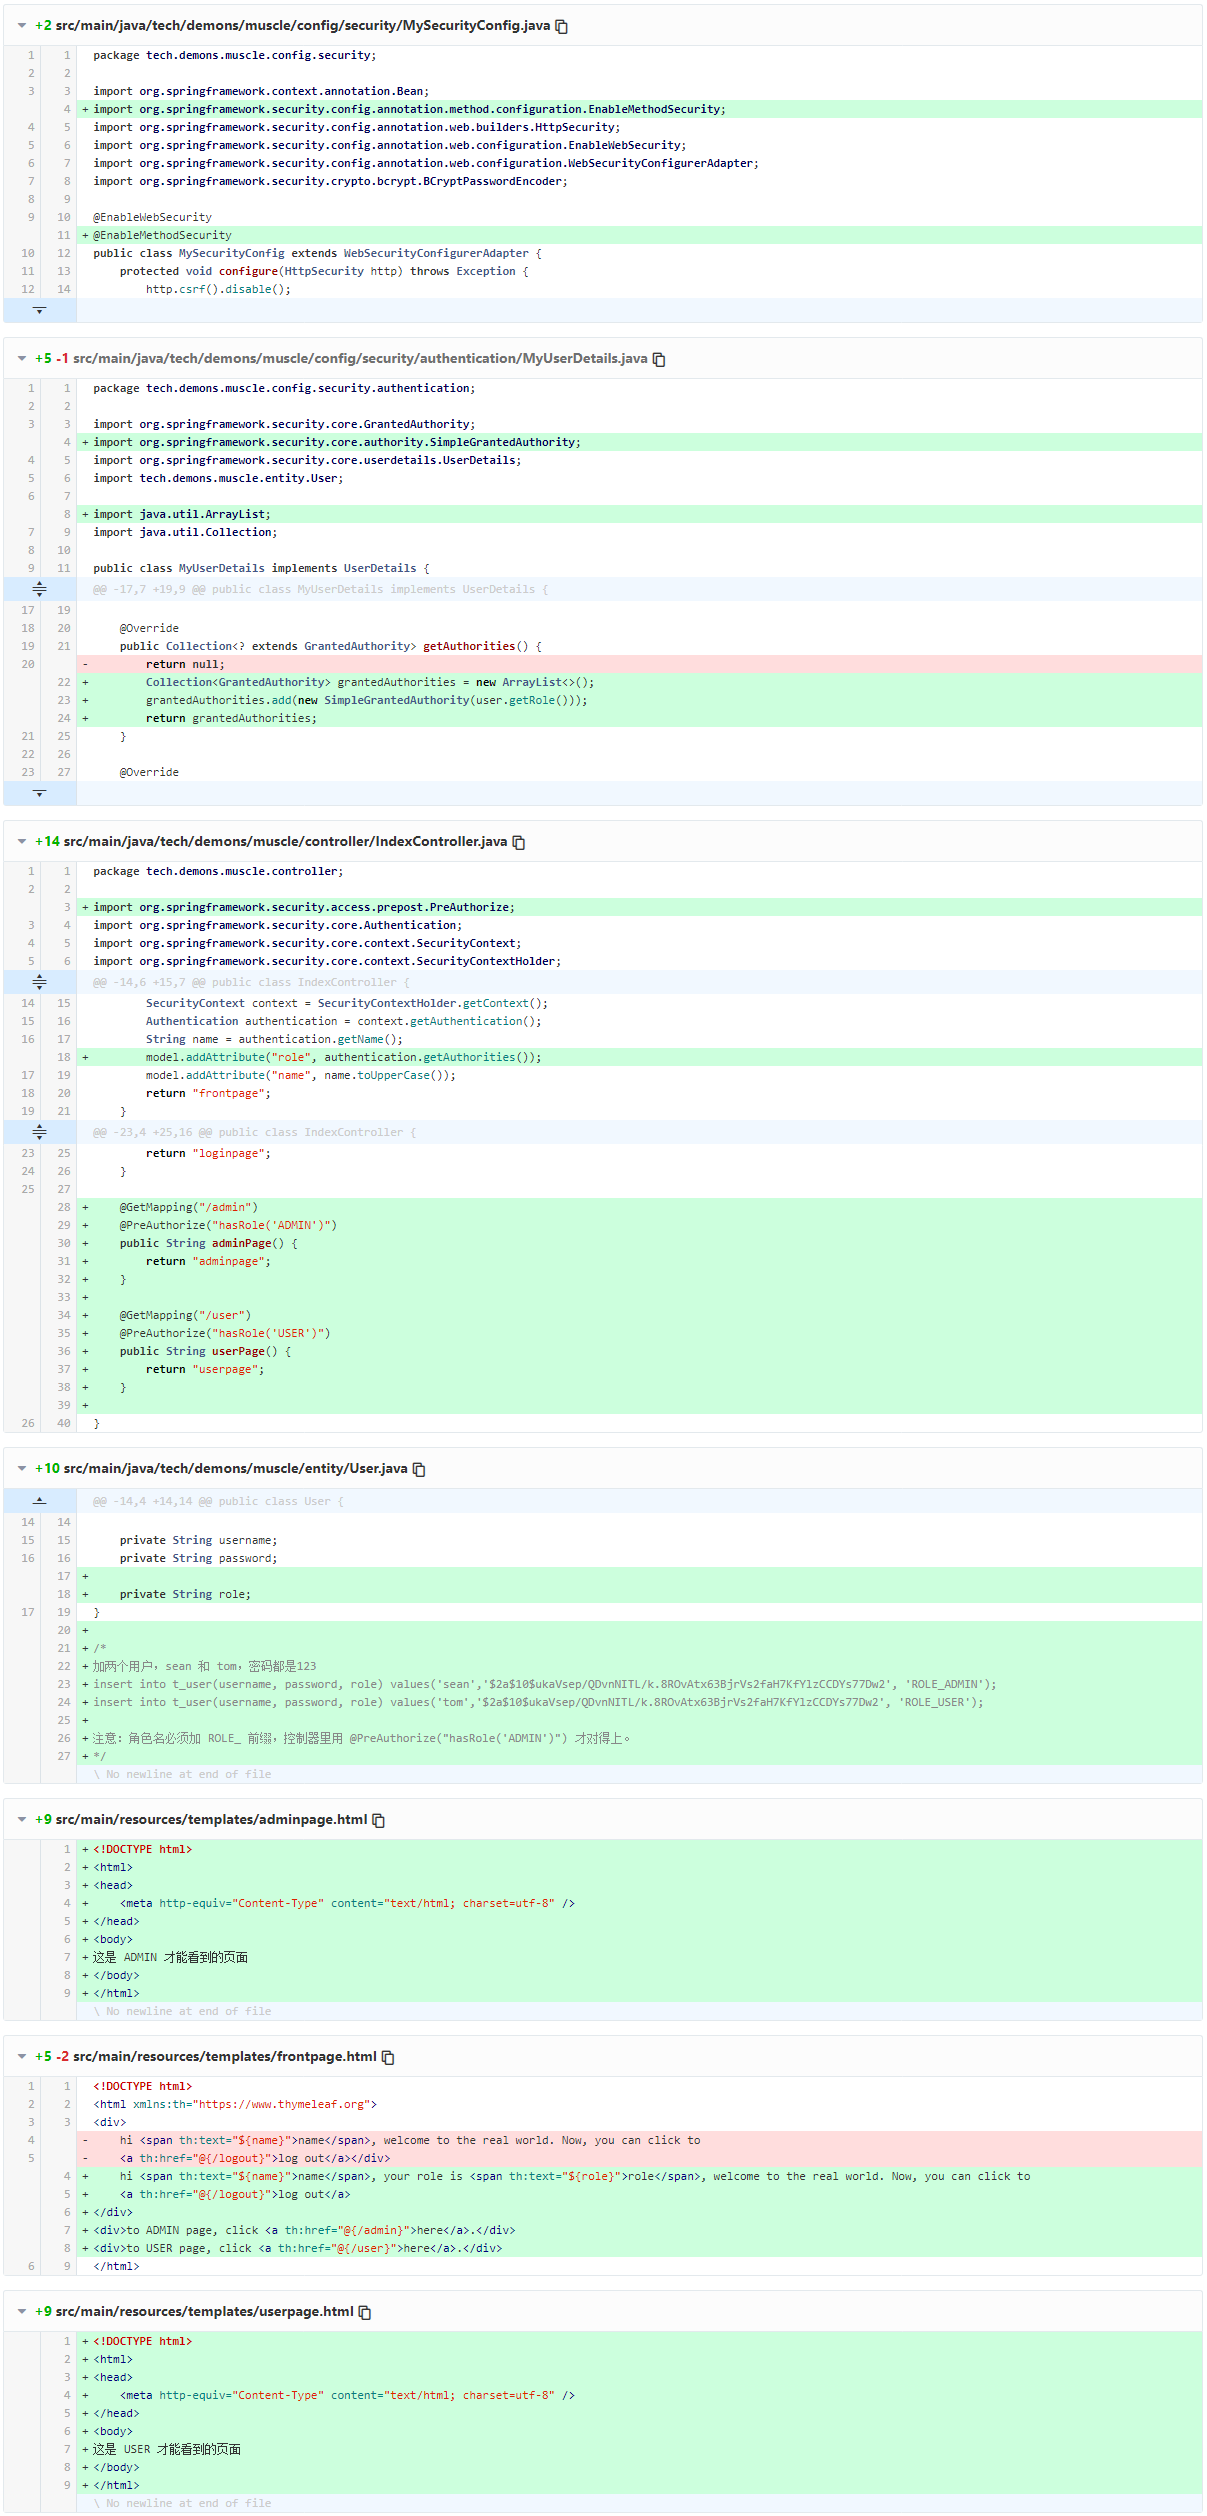 +2 src/main/java/tech/demons/muscle/config/security/MySecurityConfig.java
1 1 package tech.demons.muscle.config.security;
2 2
3 3 import org.springframework.context.annotation.Bean;
4 + import org.springframework.security.config.annotation.method.configuration.EnableMethodSecurity;
4 5 import org.springframework.security.config.annotation.web.builders.HttpSecurity;
5 6 import org.springframework.security.config.annotation.web.configuration.EnableWebSecurity;
6 7 import org.springframework.security.config.annotation.web.configuration.WebSecurityConfigurerAdapter;
7 8 import org.springframework.security.crypto.bcrypt.BCryptPasswordEncoder;
8 9
9 10 @EnableWebSecurity
11 + @EnableMethodSecurity
10 12 public class MySecurityConfig extends WebSecurityConfigurerAdapter {
11 13     protected void configure(HttpSecurity http) throws Exception {
12 14         http.csrf().disable();
+5 -1 src/main/java/tech/demons/muscle/config/security/authentication/MyUserDetails.java
1 1 package tech.demons.muscle.config.security.authentication;
2 2
3 3 import org.springframework.security.core.GrantedAuthority;
4 + import org.springframework.security.core.authority.SimpleGrantedAuthority;
4 5 import org.springframework.security.core.userdetails.UserDetails;
5 6 import tech.demons.muscle.entity.User;
6 7
8 + import java.util.ArrayList;
7 9 import java.util.Collection;
8 10
9 11 public class MyUserDetails implements UserDetails {
@@ -17,7 +19,9 @@ public class MyUserDetails implements UserDetails {
17 19
18 20     @Override
19 21     public Collection<? extends GrantedAuthority> getAuthorities() {
20 -         return null;
22 +         Collection<GrantedAuthority> grantedAuthorities = new ArrayList<>();
23 +         grantedAuthorities.add(new SimpleGrantedAuthority(user.getRole()));
24 +         return grantedAuthorities;
21 25     }
22 26
23 27     @Override
+14 src/main/java/tech/demons/muscle/controller/IndexController.java
1 1 package tech.demons.muscle.controller;
2 2
3 + import org.springframework.security.access.prepost.PreAuthorize;
3 4 import org.springframework.security.core.Authentication;
4 5 import org.springframework.security.core.context.SecurityContext;
5 6 import org.springframework.security.core.context.SecurityContextHolder;
@@ -14,6 +15,7 @@ public class IndexController {
14 15         SecurityContext context = SecurityContextHolder.getContext();
15 16         Authentication authentication = context.getAuthentication();
16 17         String name = authentication.getName();
18 +         model.addAttribute("role", authentication.getAuthorities());
17 19         model.addAttribute("name", name.toUpperCase());
18 20         return "frontpage";
19 21     }
@@ -23,4 +25,16 @@ public class IndexController {
23 25         return "loginpage";
24 26     }
25 27
28 +     @GetMapping("/admin")
29 +     @PreAuthorize("hasRole('ADMIN')")
30 +     public String adminPage() {
31 +         return "adminpage";
32 +     }
33 +
34 +     @GetMapping("/user")
35 +     @PreAuthorize("hasRole('USER')")
36 +     public String userPage() {
37 +         return "userpage";
38 +     }
39 +
26 40 }
+10 src/main/java/tech/demons/muscle/entity/User.java
@@ -14,4 +14,14 @@ public class User {
14 14
15 15     private String username;
16 16     private String password;
17 +
18 +     private String role;
17 19 }
20 +
21 + /*
22 + 加两个用户，sean 和 tom，密码都是123
23 + insert into t_user(username, password, role) values('sean','$2a$10$ukaVsep/QDvnNITL/k.8ROvAtx63BjrVs2faH7KfYlzCCDYs77Dw2', 'ROLE_ADMIN');
24 + insert into t_user(username, password, role) values('tom','$2a$10$ukaVsep/QDvnNITL/k.8ROvAtx63BjrVs2faH7KfYlzCCDYs77Dw2', 'ROLE_USER');
25 +
26 + 注意：角色名必须加 ROLE_ 前缀，控制器里用 @PreAuthorize("hasRole('ADMIN')") 才对得上。
27 + */
\ No newline at end of file
+9 src/main/resources/templates/adminpage.html
1 + <!DOCTYPE html>
2 + <html>
3 + <head>
4 +     <meta http-equiv="Content-Type" content="text/html; charset=utf-8" />
5 + </head>
6 + <body>
7 + 这是 ADMIN 才能看到的页面
8 + </body>
9 + </html>
\ No newline at end of file
+5 -2 src/main/resources/templates/frontpage.html
1 1 <!DOCTYPE html>
2 2 <html xmlns:th="https://www.thymeleaf.org">
3 3 <div>
4 -     hi <span th:text="${name}">name</span>, welcome to the real world. Now, you can click to
5 -     <a th:href="@{/logout}">log out</a></div>
4 +     hi <span th:text="${name}">name</span>, your role is <span th:text="${role}">role</span>, welcome to the real world. Now, you can click to
5 +     <a th:href="@{/logout}">log out</a>
6 + </div>
7 + <div>to ADMIN page, click <a th:href="@{/admin}">here</a>.</div>
8 + <div>to USER page, click <a th:href="@{/user}">here</a>.</div>
6 9 </html>
+9 src/main/resources/templates/userpage.html
1 + <!DOCTYPE html>
2 + <html>
3 + <head>
4 +     <meta http-equiv="Content-Type" content="text/html; charset=utf-8" />
5 + </head>
6 + <body>
7 + 这是 USER 才能看到的页面
8 + </body>
9 + </html>
\ No newline at end of file